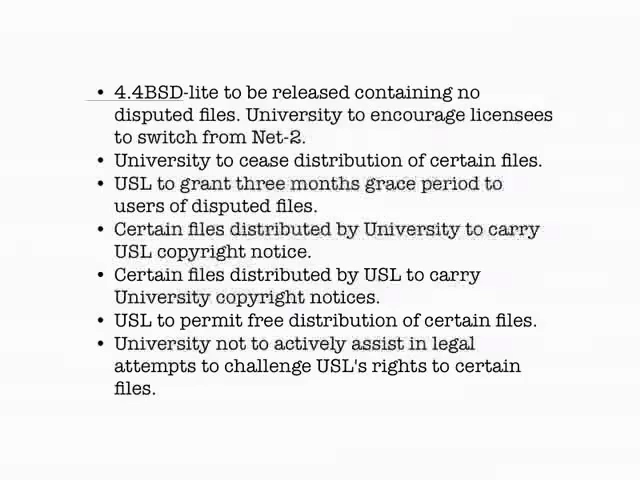 • 4.4BSD-lite to be released containing no
disputed files. University to encourage licensees
to switch from Net-2.
• University to cease distribution of certain files.
• USL to grant three months grace period to
users of disputed files.
• Certain files distributed by University to carry
USL copyright notice.
• Certain files distributed by USL to carry
University copyright notices.
• USL to permit free distribution of certain files.
• University not to actively assist in legal
attempts to challenge USL's rights to certain
files.